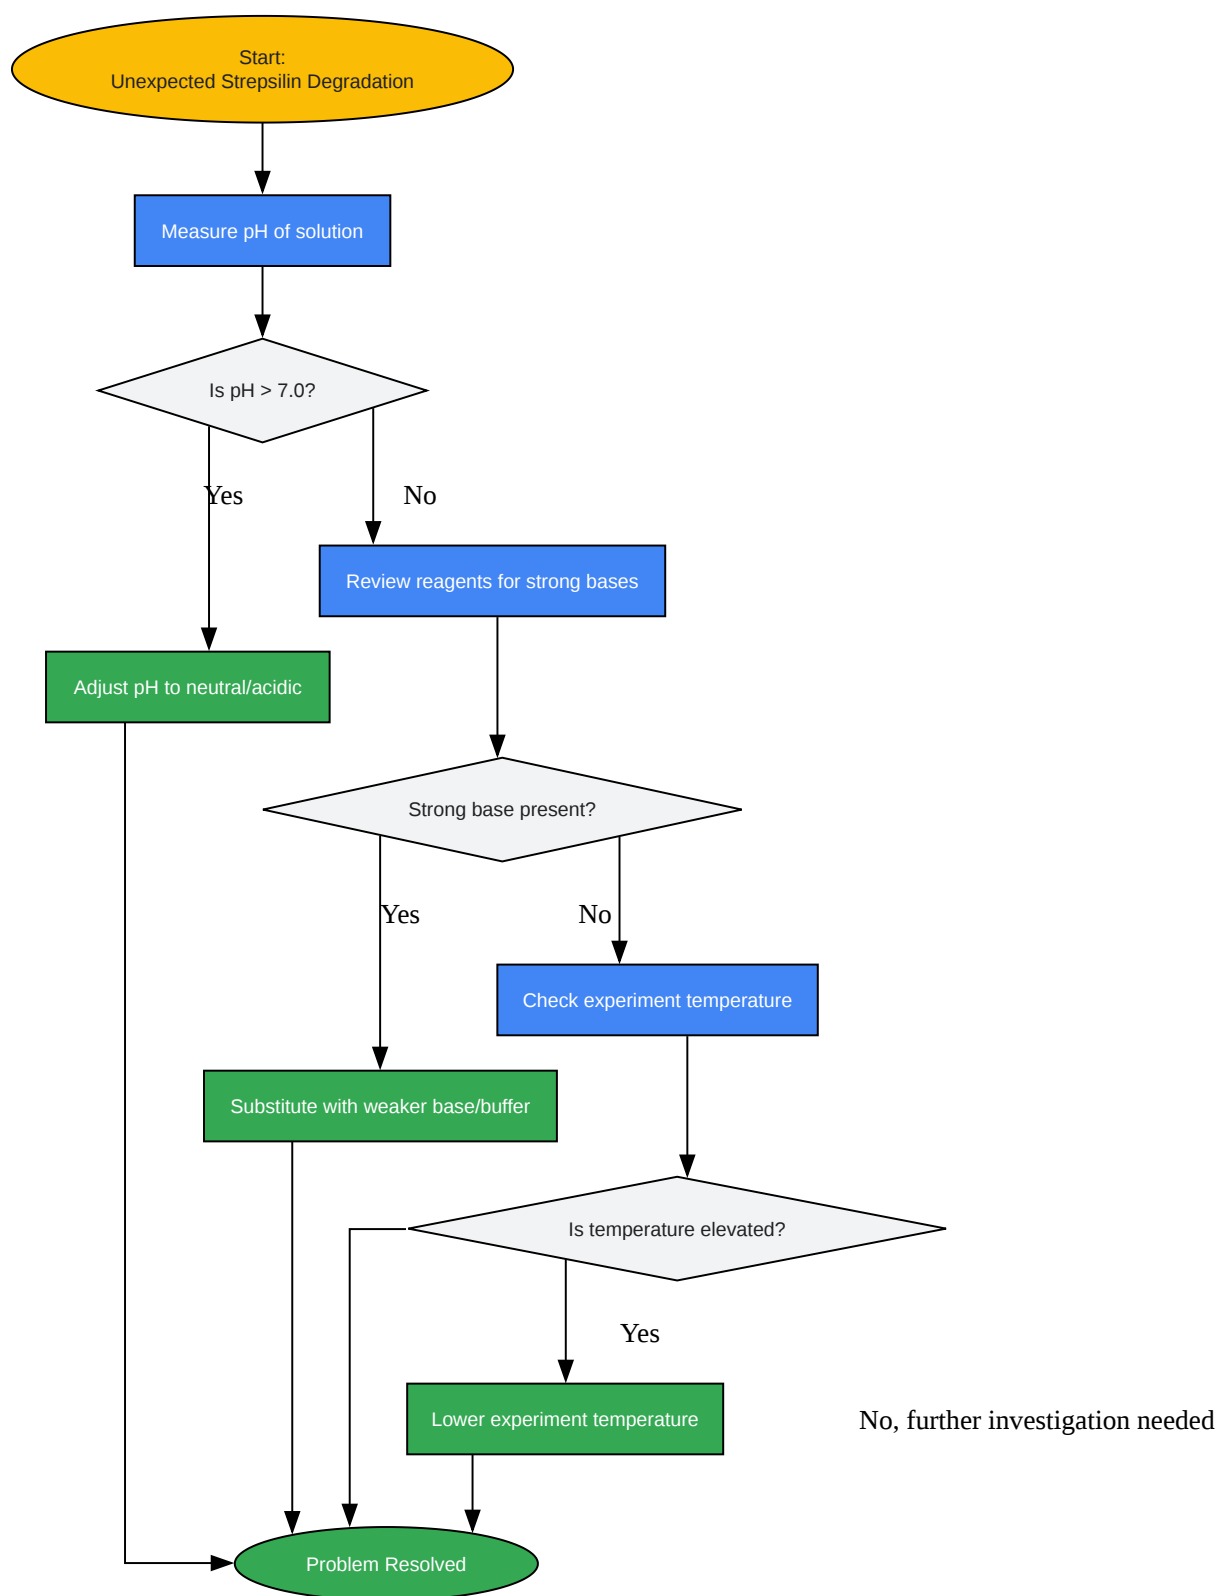 Start:
Unexpected Strepsilin Degradation
Measure pH of solution
Is pH > 7.0?
Yes
No
Review reagents for strong bases
Adjust pH to neutral/acidic
Strong base present?
Yes
No
Check experiment temperature
Substitute with weaker base/buffer
Is temperature elevated?
Yes
Lower experiment temperature
No, further investigation needed
Problem Resolved